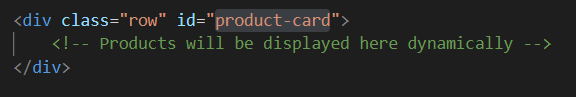 <div class="row" id="product-card">
<!-- Products will be displayed here dynamically -->
</div>